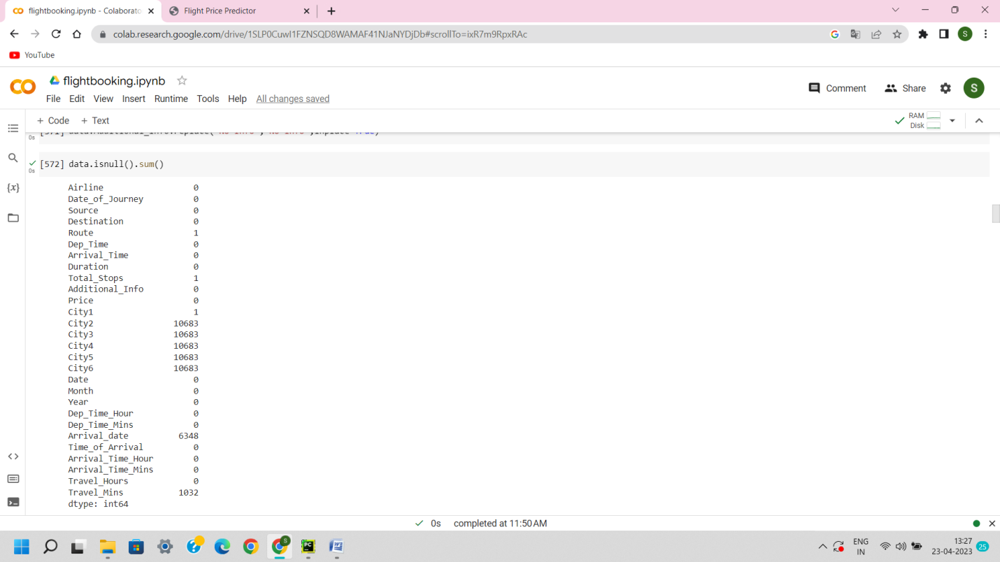 flightbooking.ipynb - Colaborato
Flight Price Predictor
colab.research.google.com/drive/1SLP0CuwI1FZNSQD8WAMAF41NJaNYDjDb#scrollTo=ixR7m9RpxRAc
S
YouTube
flightbooking.ipynb
File Edit View Insert Runtime Tools Help All changes saved
Comment Share S
+ Code + Text
RAM
Disk
0s
[572] data.isnull().sum()
0s
Airline 0
Date_of_Journey 0
Source 0
Destination 0
Route 1
Dep_Time 0
Arrival_Time 0
Duration 0
Total_Stops 1
Additional_Info 0
Price 0
City1 1
City2 10683
City3 10683
City4 10683
City5 10683
City6 10683
Date 0
Month 0
Year 0
Dep_Time_Hour 0
Dep_Time_Mins 0
Arrival_date 6348
Time_of_Arrival 0
Arrival_Time_Hour 0
Arrival_Time_Mins 0
Travel_Hours 0
Travel_Mins 1032
dtype: int64
{x}
0s completed at 11:50 AM
ENG
IN
13:27
23-04-2023
25